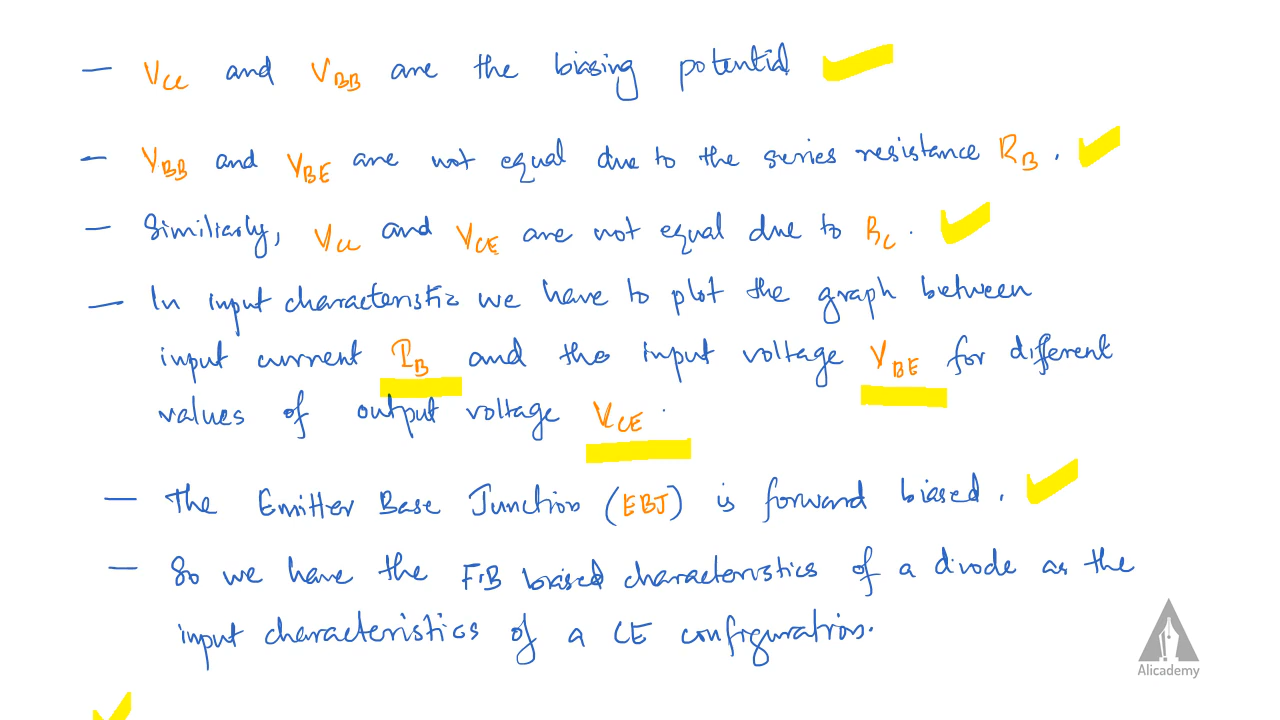 – VCC and VBB are the biasing potential
– VBB and VBE are not equal due to the series resistance RB.
– Similiarly, VCC and VCE are not equal due to RC.
– In input characteristic we have to plot the graph between
input current IB and the input voltage VBE for different
values of output voltage VCE.
– The Emitter Base Junction (EBJ) is forward biased.
– So we have the F.B biased characteristics of a diode as the
input characteristics of a CE configuration.
Alicademy